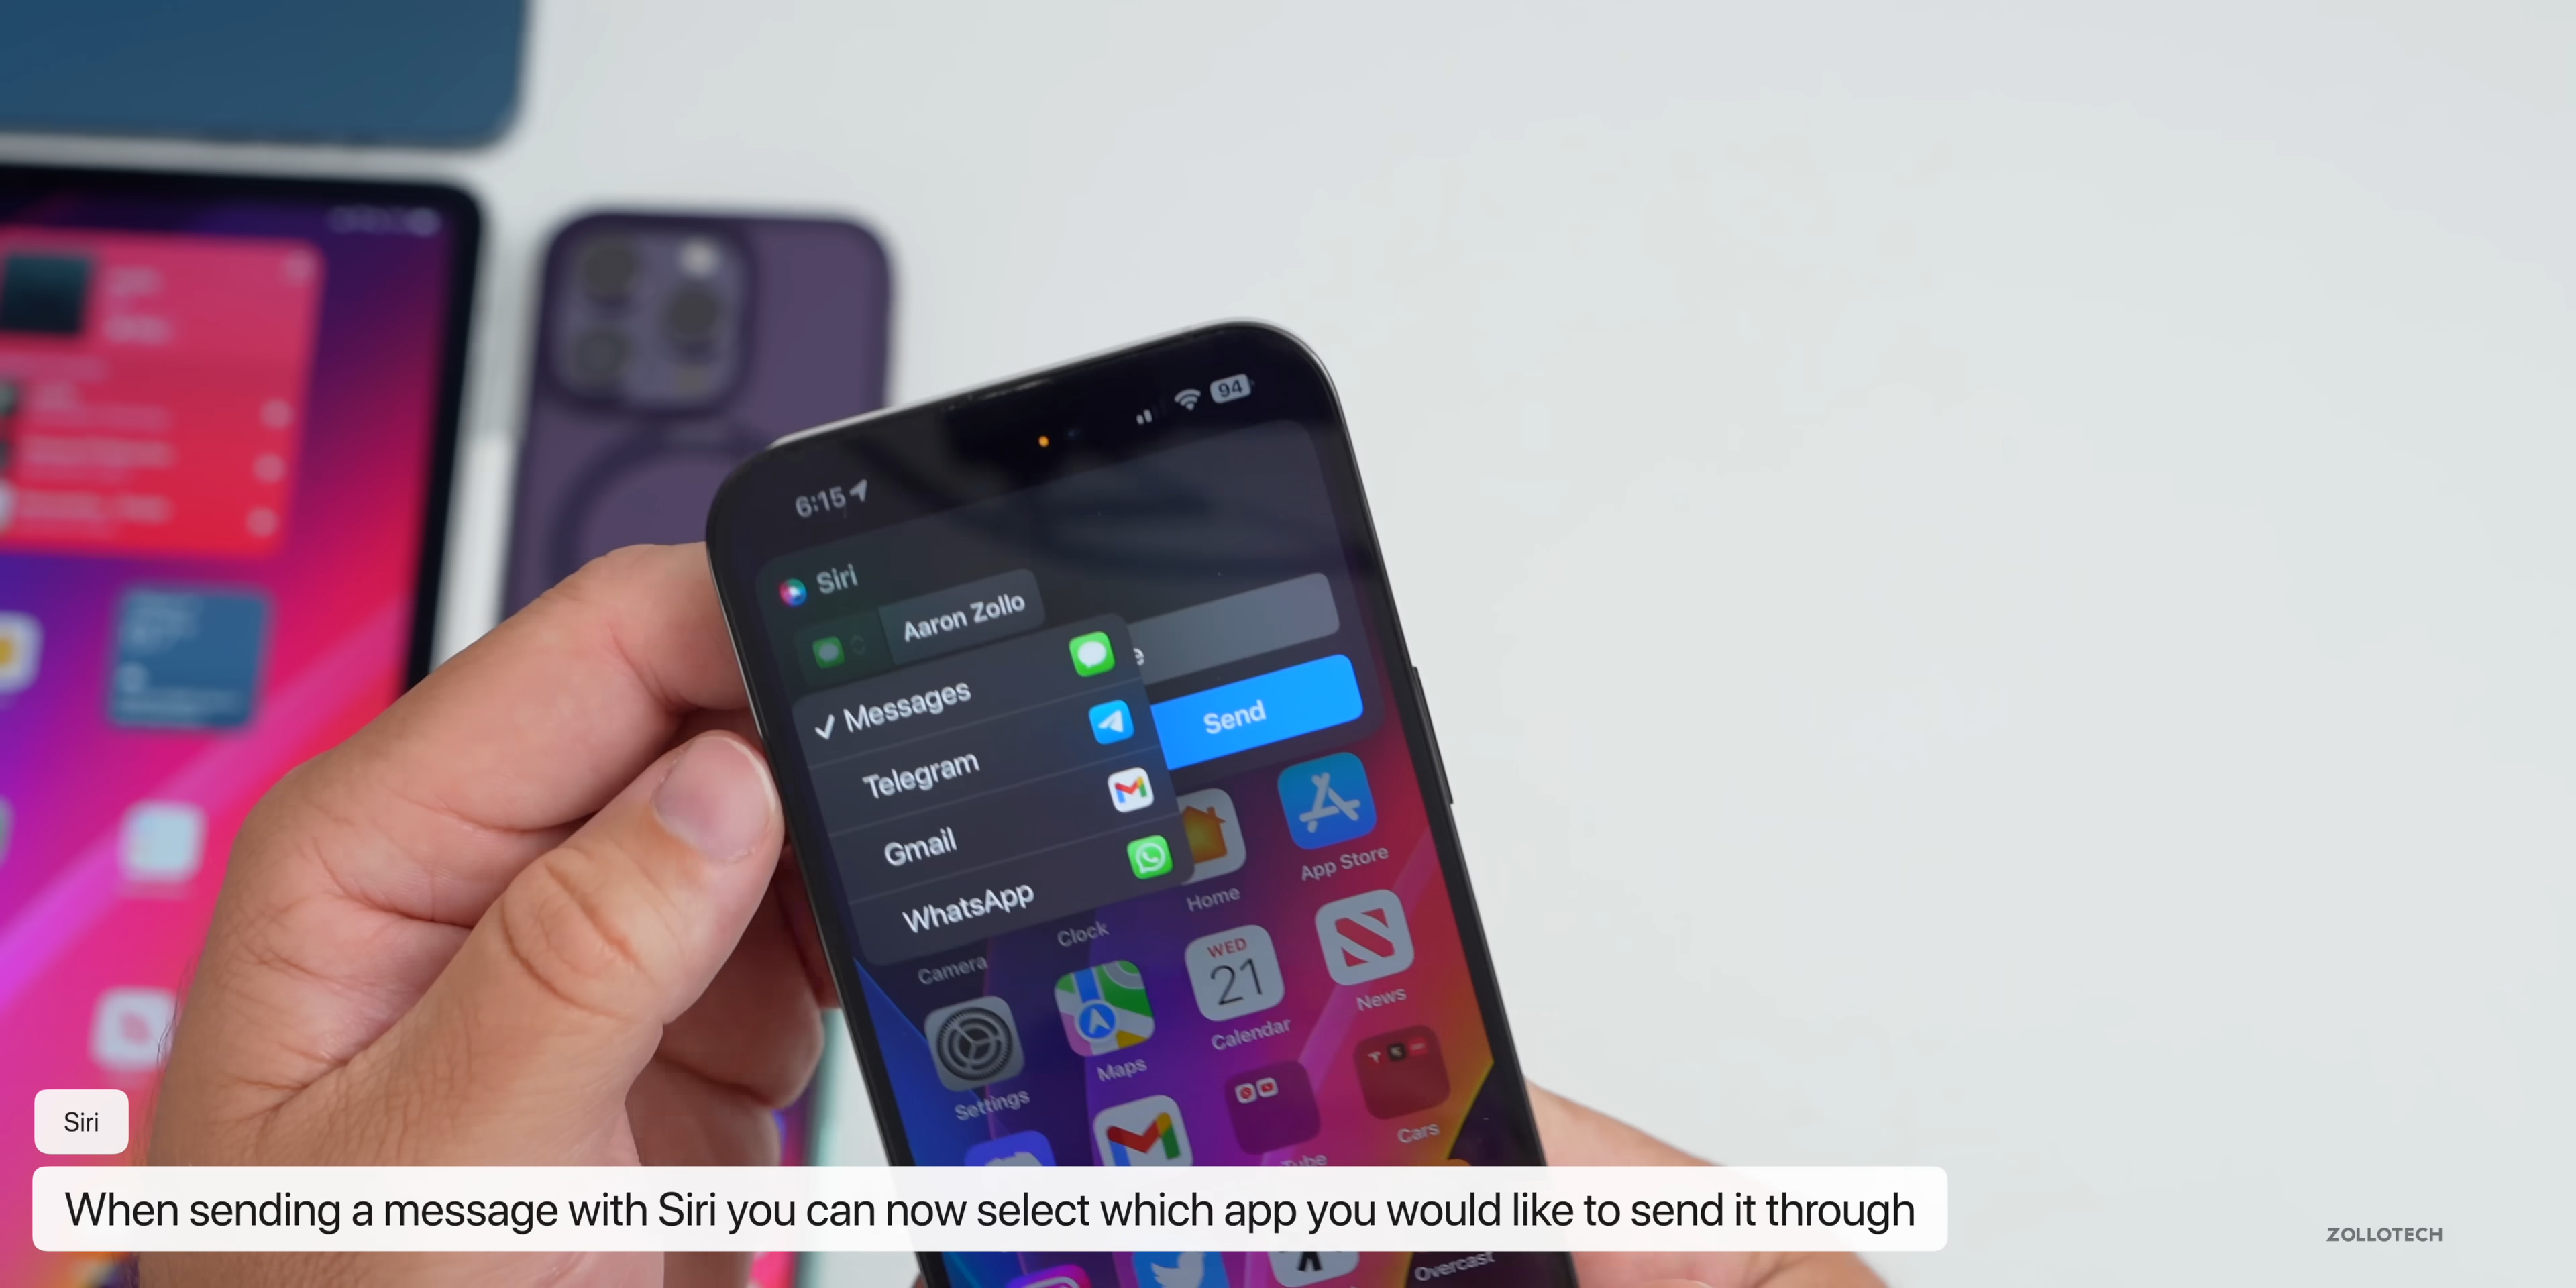 94
6:15
Siri
Aaron Zollo
Messages
Send
Telegram
Gmail
WhatsApp
Home
App Store
Clock
Camera
WED
21
Calendar
News
Maps
Settings
Cars
Siri
When sending a message with Siri you can now select which app you would like to send it through
Overcast
ZOLLOTECH